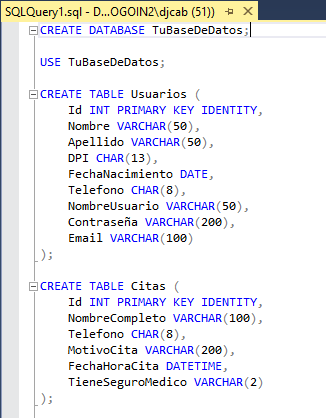 SQLQuery1.sql - D...OGOIN2\djcab (51))
CREATE DATABASE TuBaseDeDatos;
USE TuBaseDeDatos;
CREATE TABLE Usuarios (
Id INT PRIMARY KEY IDENTITY,
Nombre VARCHAR(50),
Apellido VARCHAR(50),
DPI CHAR(13),
FechaNacimiento DATE,
Telefono CHAR(8),
NombreUsuario VARCHAR(50),
Contraseña VARCHAR(200),
Email VARCHAR(100)
);
CREATE TABLE Citas (
Id INT PRIMARY KEY IDENTITY,
NombreCompleto VARCHAR(100),
Telefono CHAR(8),
MotivoCita VARCHAR(200),
FechaHoraCita DATETIME,
TieneSeguroMedico VARCHAR(2)
);